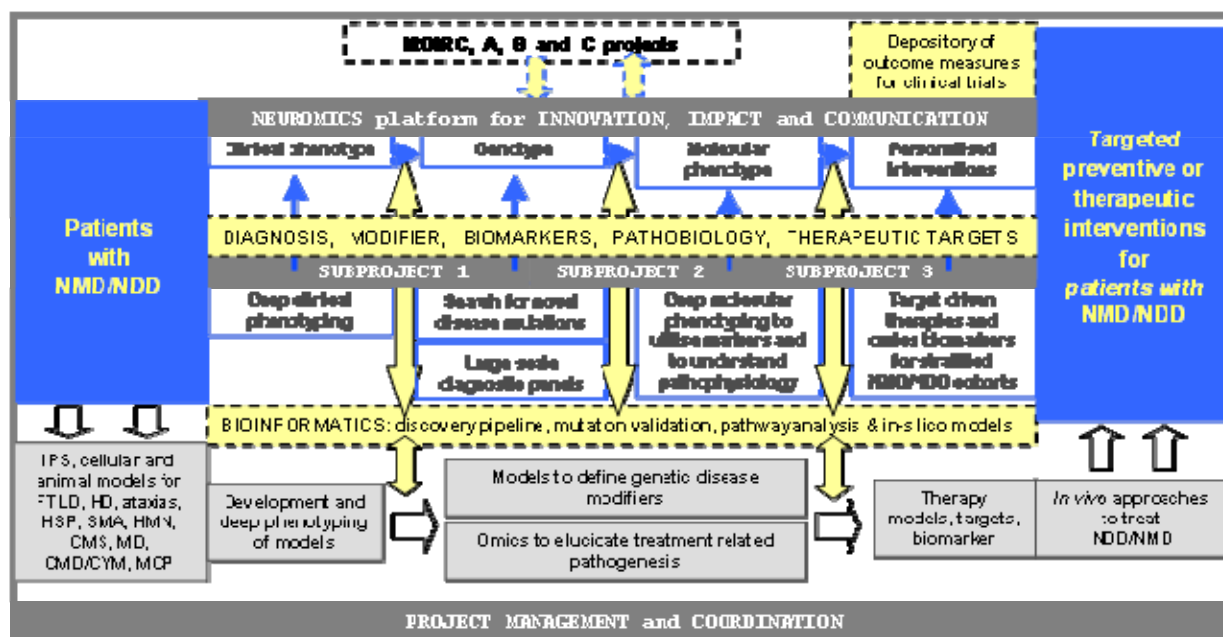 A, B and C projects
Depository of
outcome measures
for clinical trials
NEUROMICS platform for INNOVATION, IMPACT and COMMUNICATION
Clinical phenotype
Genotype
Molecular
phenotype
Personalised
interventions
Patients
with
NMD/NDD
Targeted
preventive or
therapeutic
interventions
for
patients with
NMD/NDD
DIAGNOSIS, MODIFIER, BIOMARKERS, PATHOBIOLOGY, THERAPEUTIC TARGETS
SUBPROJECT 1
SUBPROJECT 2
SUBPROJECT 3
Deep clinical
phenotyping
Search for novel
disease mutations
Large scale
diagnostic panels
Deep molecular
phenotyping to
utilise markers and
to understand
pathophysiology
Target driven
therapies and
omics biomarkers
for stratified
NMD/NDD cohorts
BIOINFORMATICS: discovery pipeline, mutation validation, pathway analysis & in-silico models
IPS, cellular and
animal models for
FTLD, HD, ataxias,
HSP, SMA, HMN,
CMS, MD,
Development and
deep phenotyping
of models
Models to define genetic disease
modifiers
Omics to elucicate treatment related
pathogenesis
Therapy
models, targets,
biomarker
In vivo approaches
to treat
NDD/NMD
PROJECT MANAGEMENT and COORDINATION